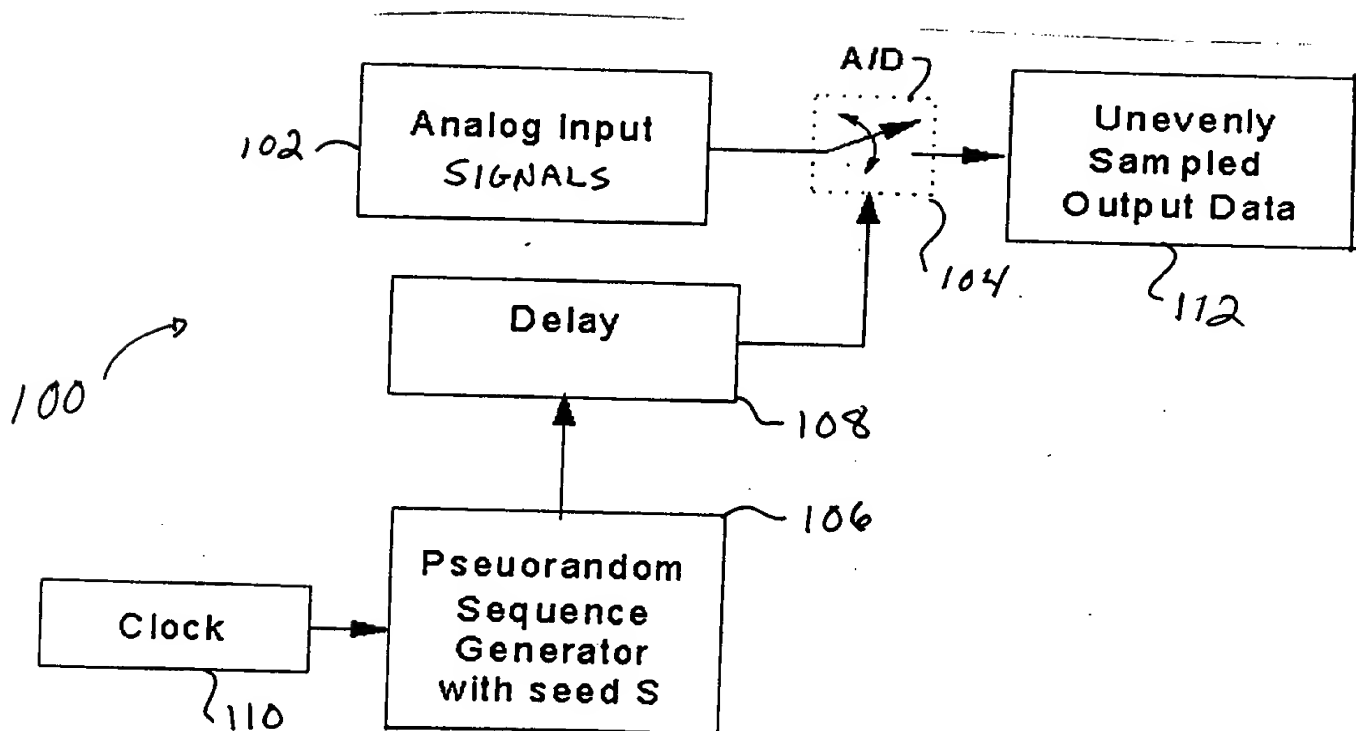 A/D
102
Analog Input
SIGNALS
Unevenly
Sampled
Output Data
104
112
Delay
100
108
106
Pseuorandom
Sequence
Generator
with seed S
Clock
110